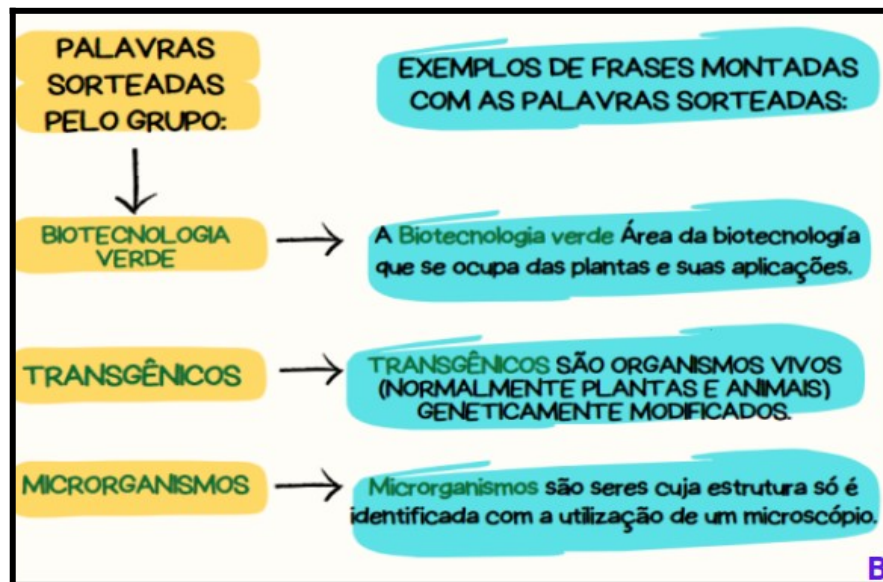 PALAVRAS
SORTEADAS
PELO GRUPO:
EXEMPLOS DE FRASES MONTADAS
COM AS PALAVRAS SORTEADAS:
BIOTECNOLOGIA
VERDE
A Biotecnologia verde Área da biotecnología
que se ocupa das plantas e suas aplicações.
TRANSGÊNICOS
TRANSGÊNICOS SÃO ORGANISMOS VIVOS
(NORMALMENTE PLANTAS E ANIMAIS)
GENETICAMENTE MODIFICADOS.
MICRORGANISMOS
Microrganismos são seres cuja estrutura só é
identificada com a utilização de um microscópio.
B